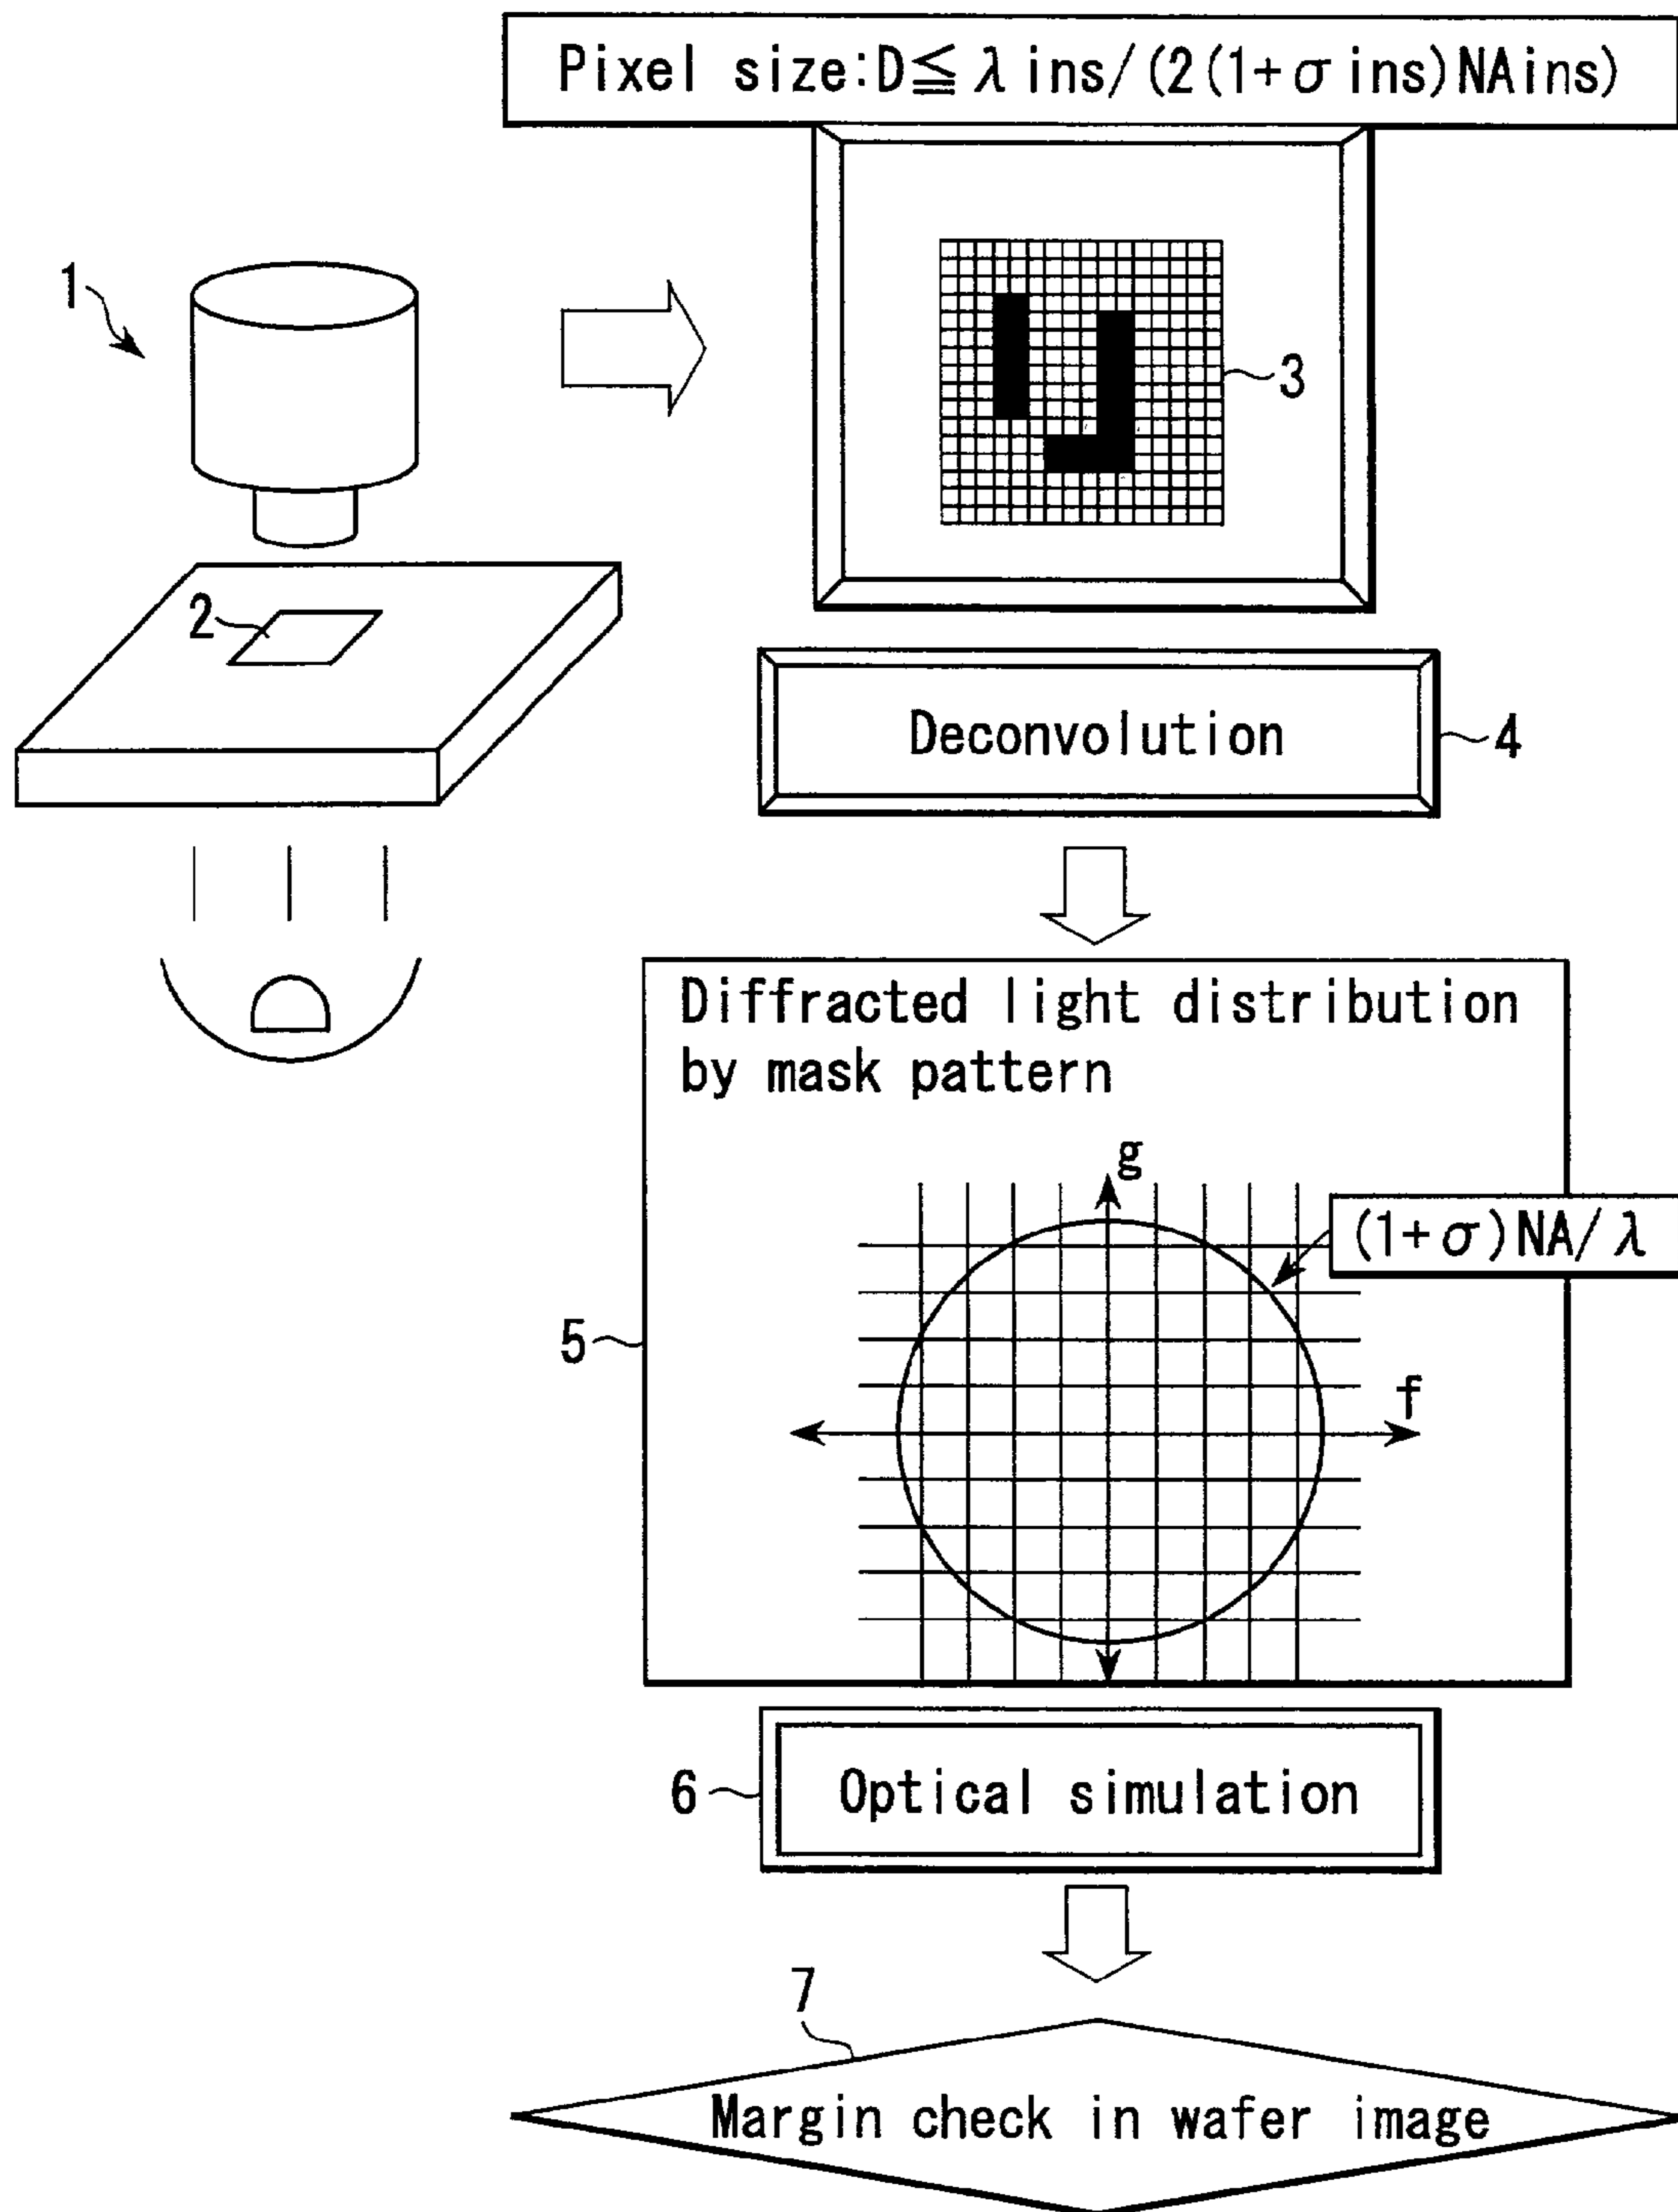 Pixel size:D≦λins/(2(1+σins)NAins)
1
2
3
Deconvolution
4
Diffracted light distribution
by mask pattern
g
(1+σ)NA/λ
5
f
6
Optical simulation
7
Margin check in wafer image